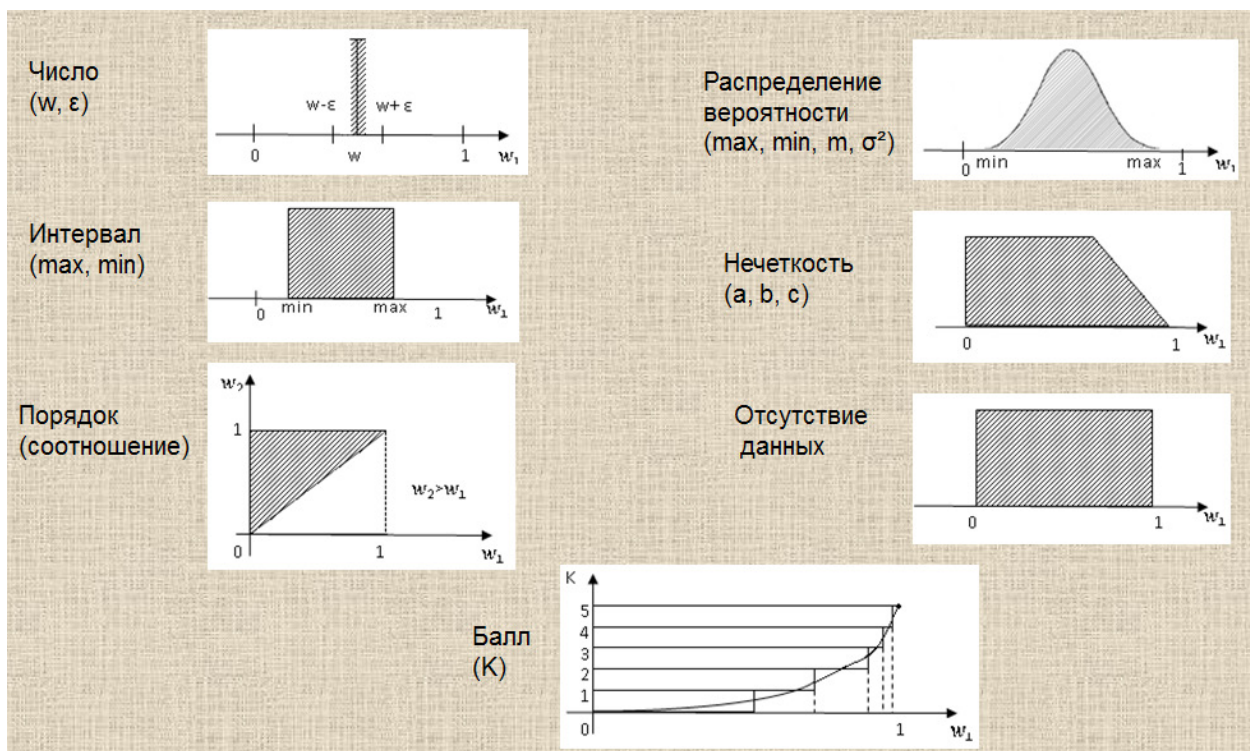 Число
(w, ε)
w-ε w+ ε
0 w 1 w₁
Распределение
вероятности
(max, min, m, σ²)
0 min max 1 w₁
Интервал
(max, min)
0 min max 1 w₁
Нечеткость
(a, b, c)
0 1 w₁
Порядок
(соотношение)
w₂
1
w₂>w₁
0 1 w₁
Отсутствие
данных
0 1 w₁
Балл
(K)
K
5
4
3
2
1
0 1 w₁